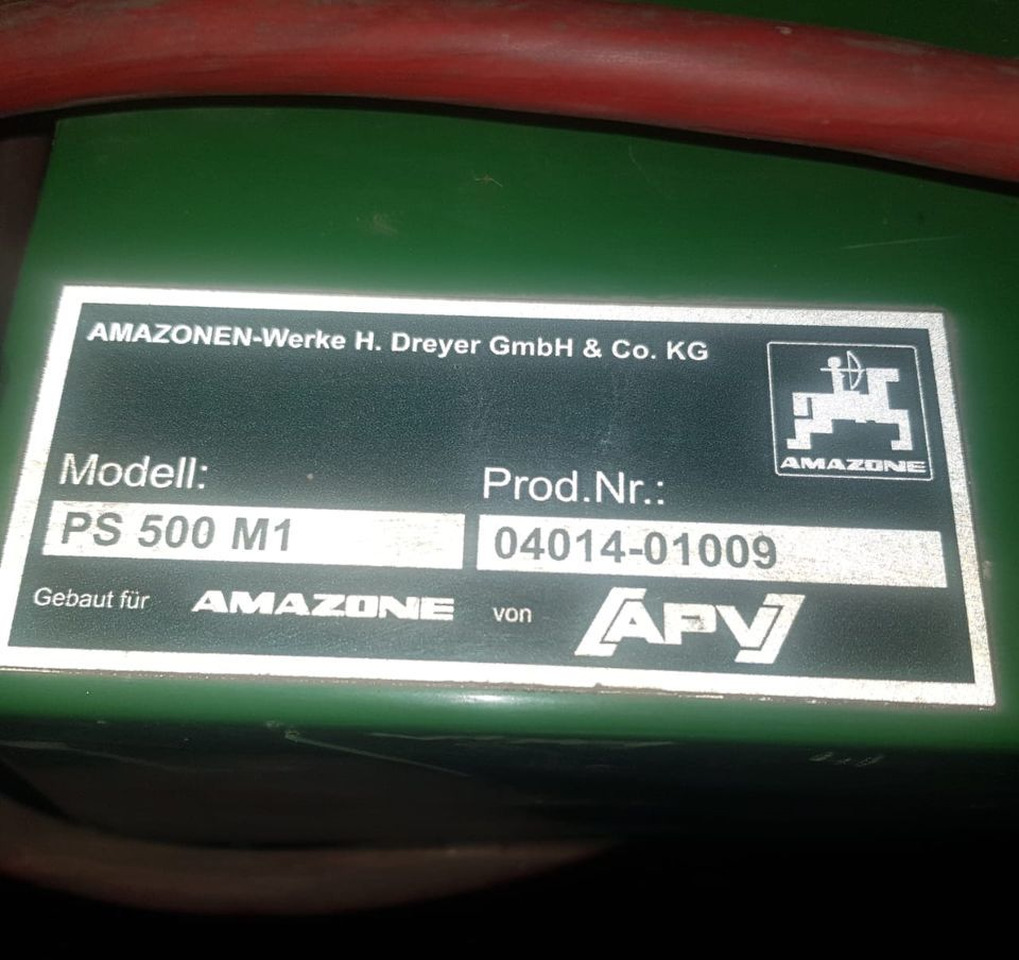 AMAZONEN-Werke H. Dreyer GmbH & Co. KG
AMAZONE
Modell: Prod.Nr.:
PS 500 M1 04014-01009
Gebaut für AMAZONE von APV